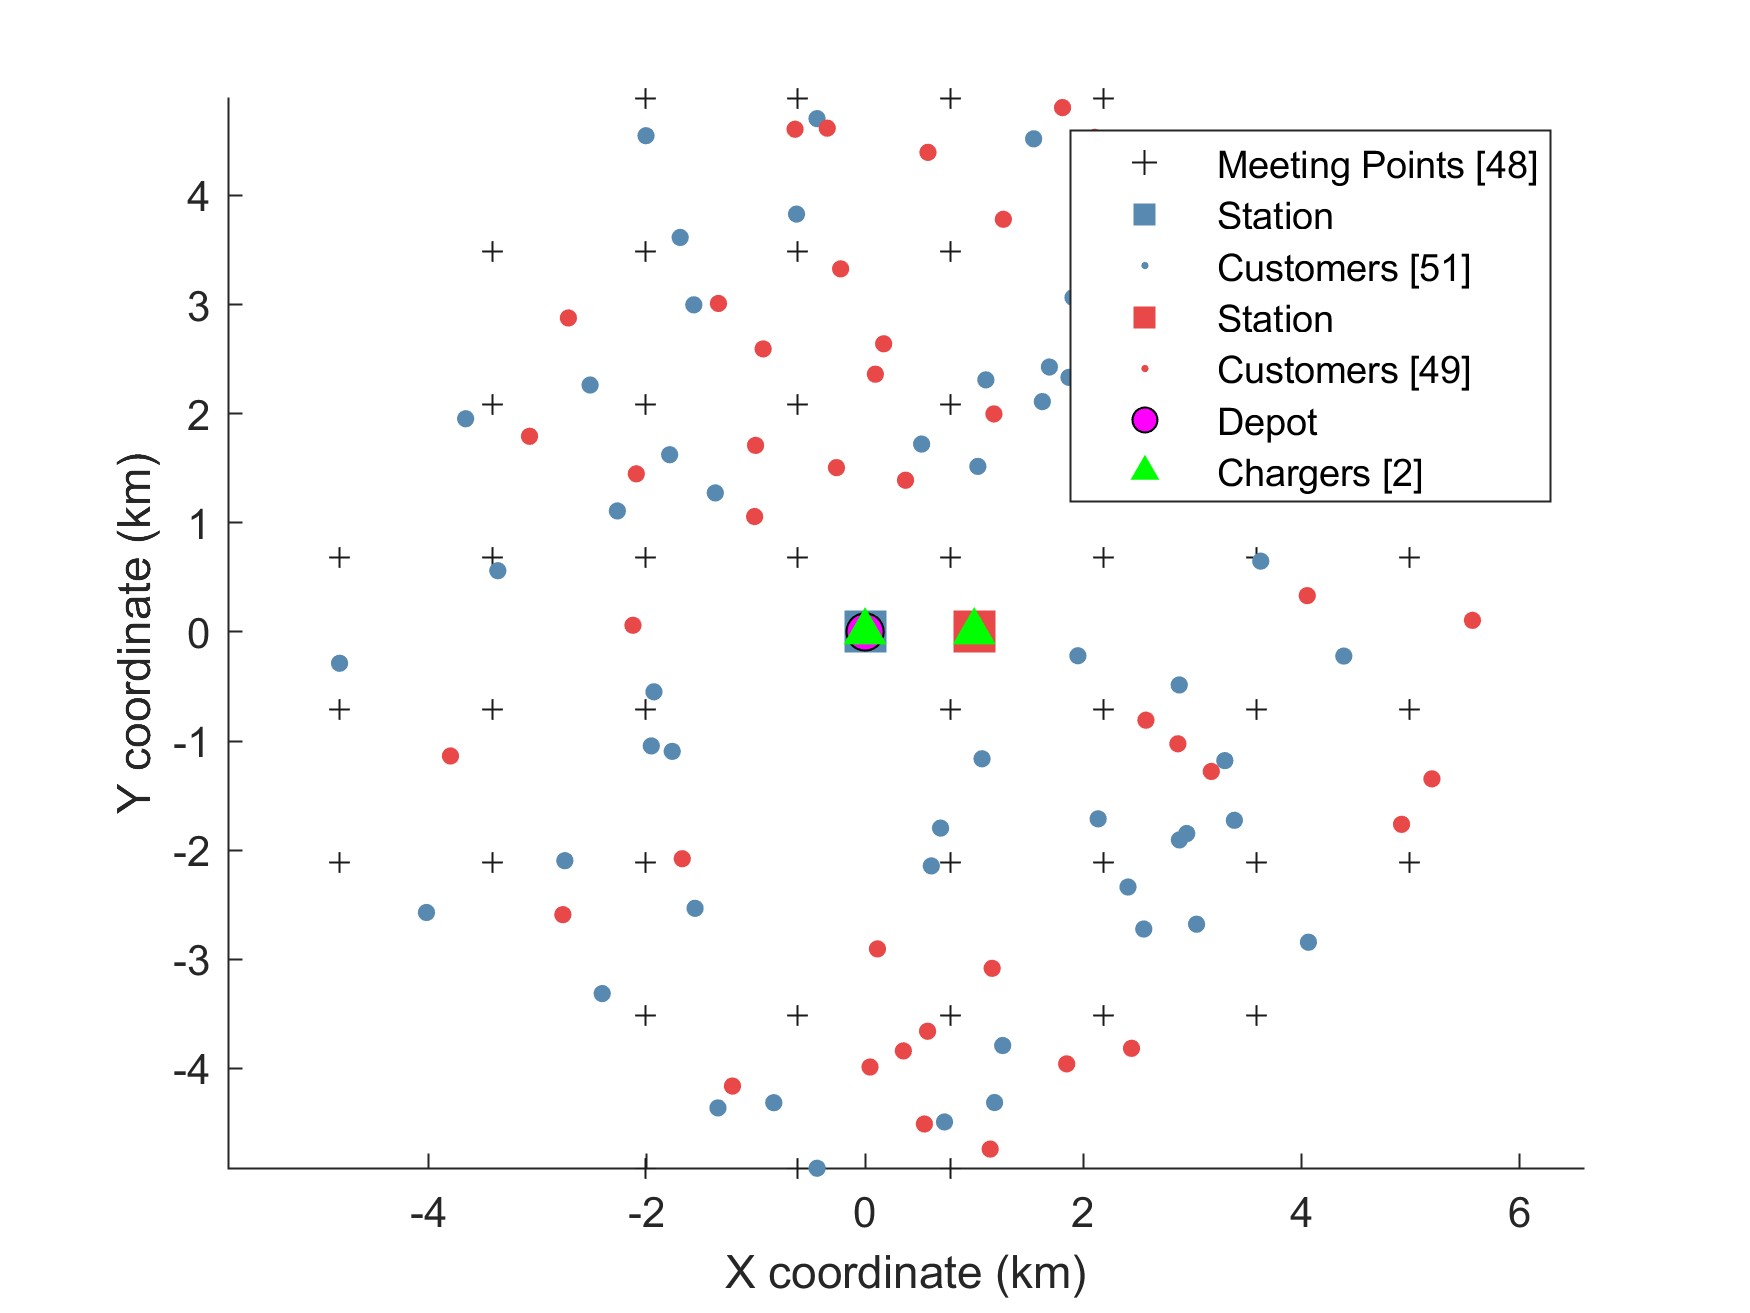 Meeting Points [48]
Station
Customers [51]
Station
Customers [49]
Depot
Chargers [2]
4
3
2
1
0
-1
-2
-3
-4
Y coordinate (km)
-4 -2 0 2 4 6
X coordinate (km)